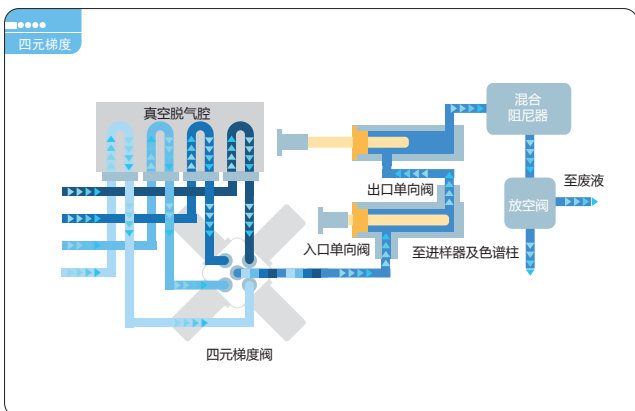 四元梯度
真空脱气腔
混合
阻尼器
出口单向阀
至废液
放空阀
入口单向阀
至进样器及色谱柱
四元梯度阀